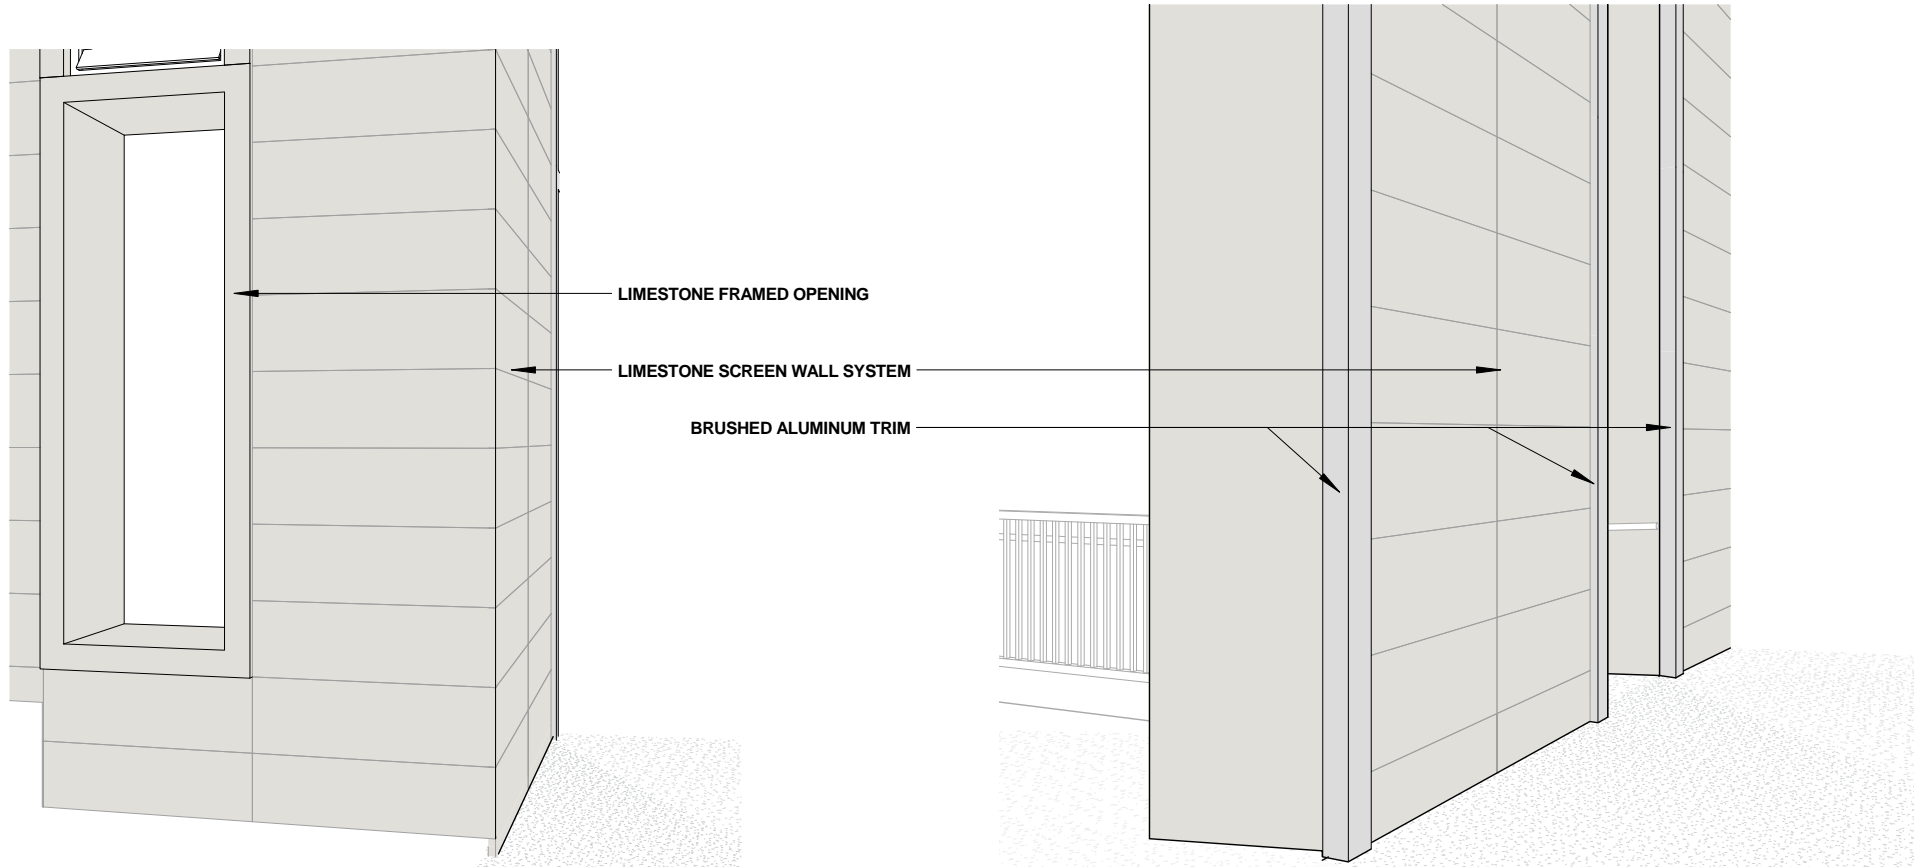 LIMESTONE FRAMED OPENING
LIMESTONE SCREEN WALL SYSTEM
BRUSHED ALUMINUM TRIM